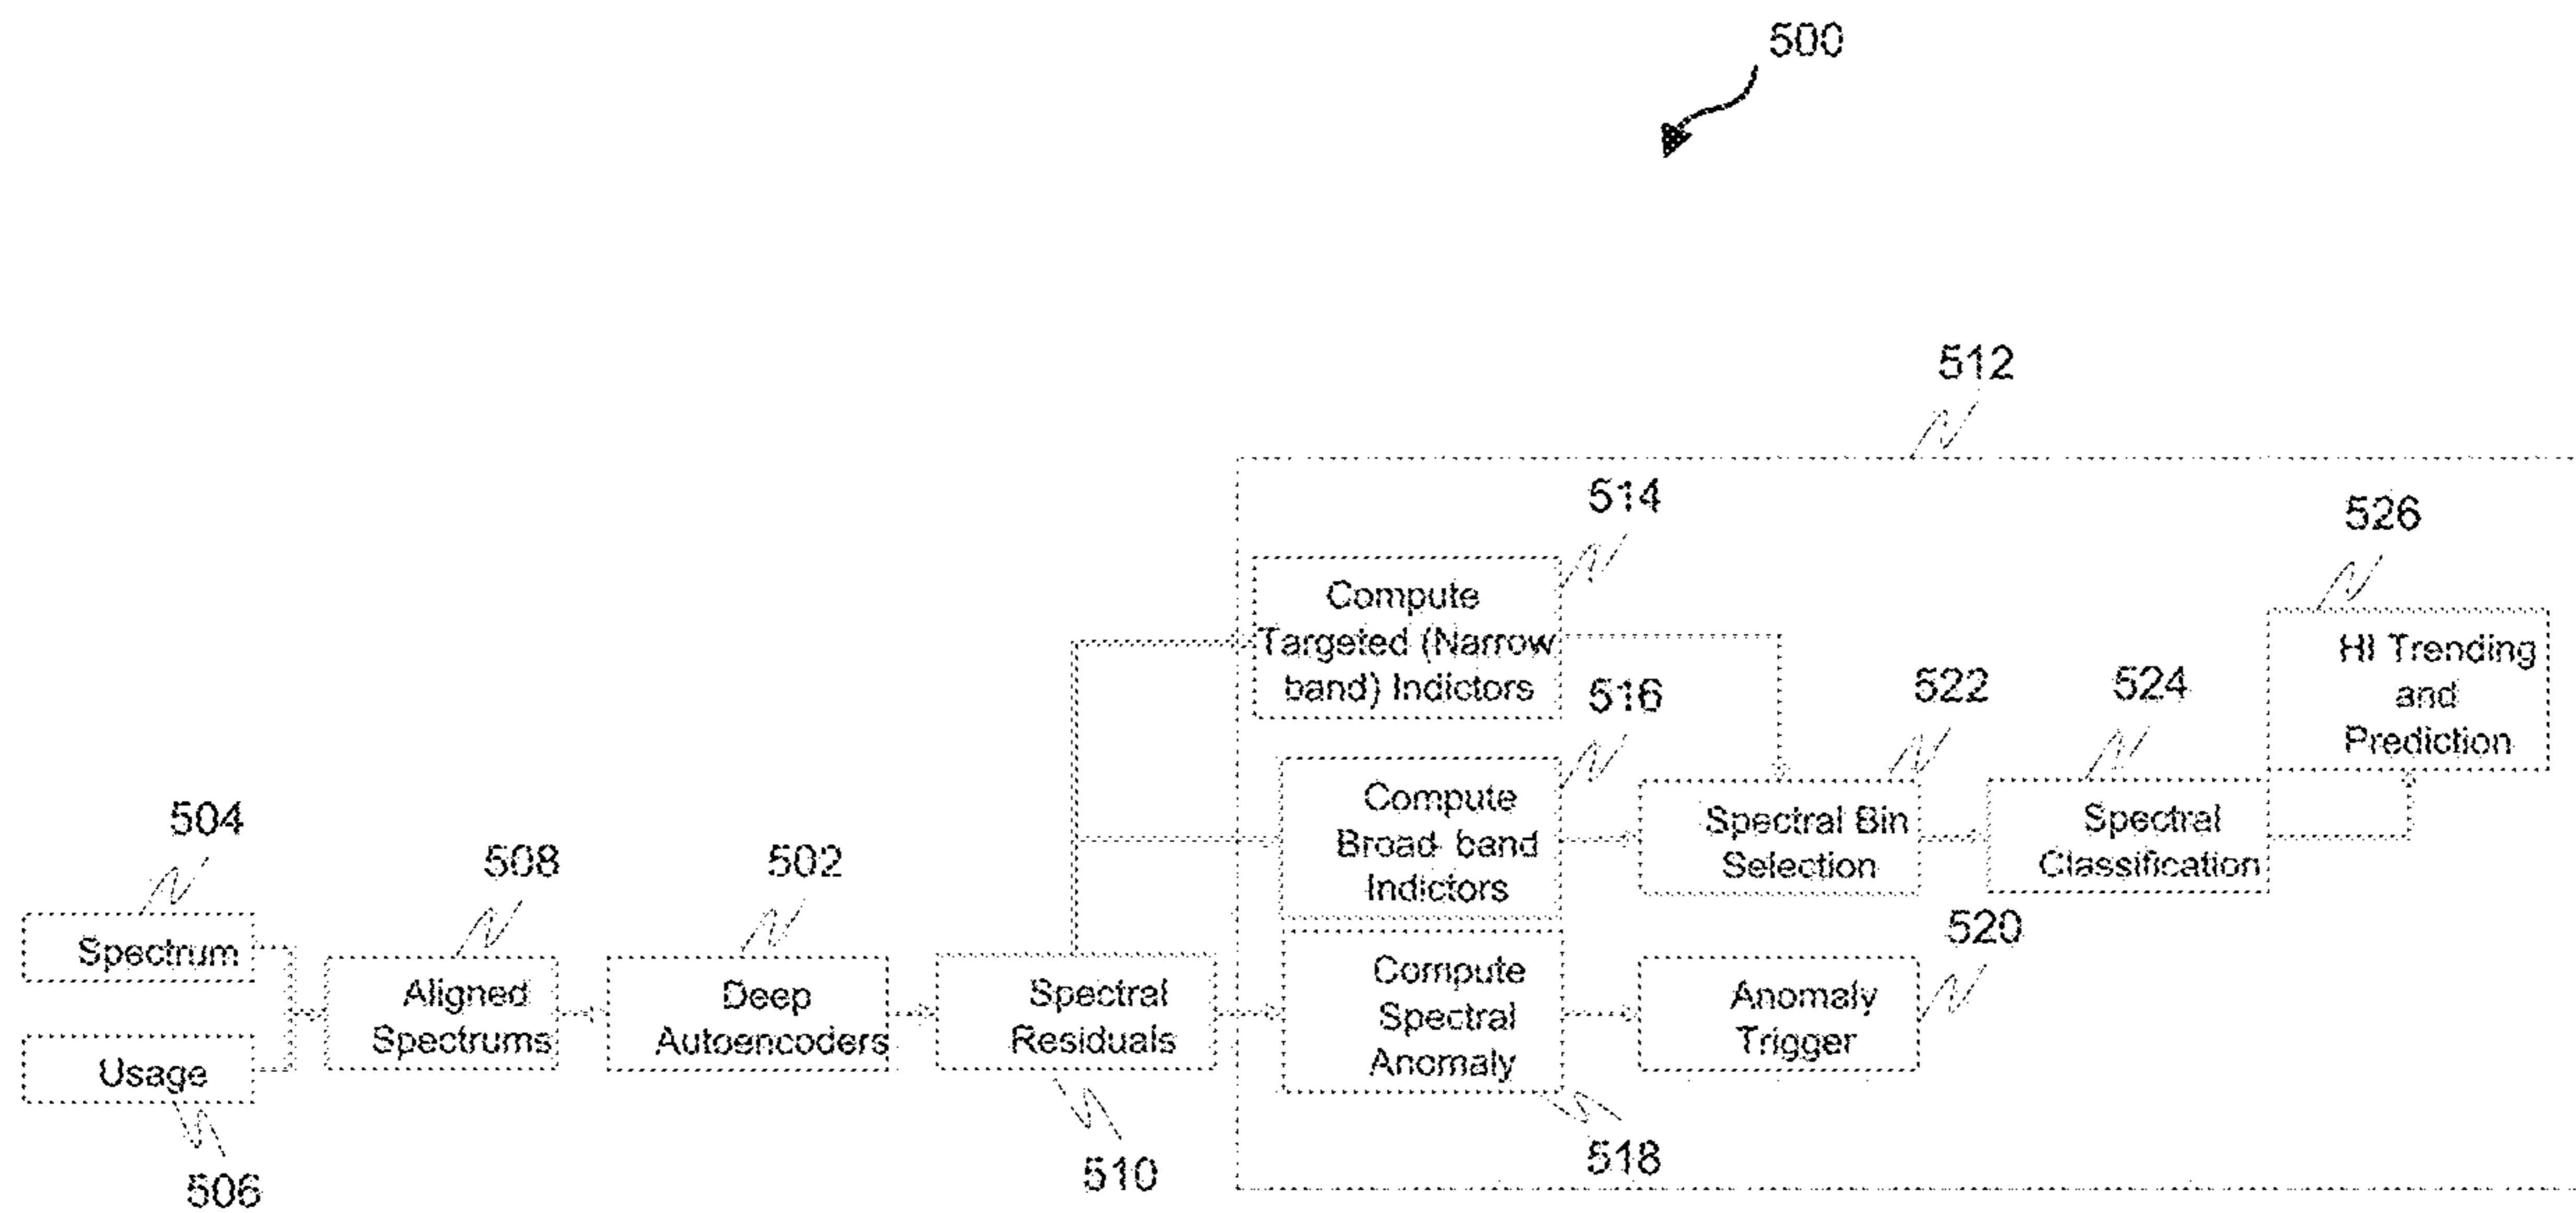 500
512
514
526
Compute
Targeted (Narrow
band) Indictors
HI Trending
and
Prediction
516
522
524
Compute
Broad- band
Indictors
Spectral Bin
Selection
Spectral
Classification
504
508
502
520
Spectrum
Aligned
Spectrums
Deep
Autoencoders
Spectral
Residuals
Compute
Spectral
Anomaly
Anomaly
Trigger
Usage
506
510
518